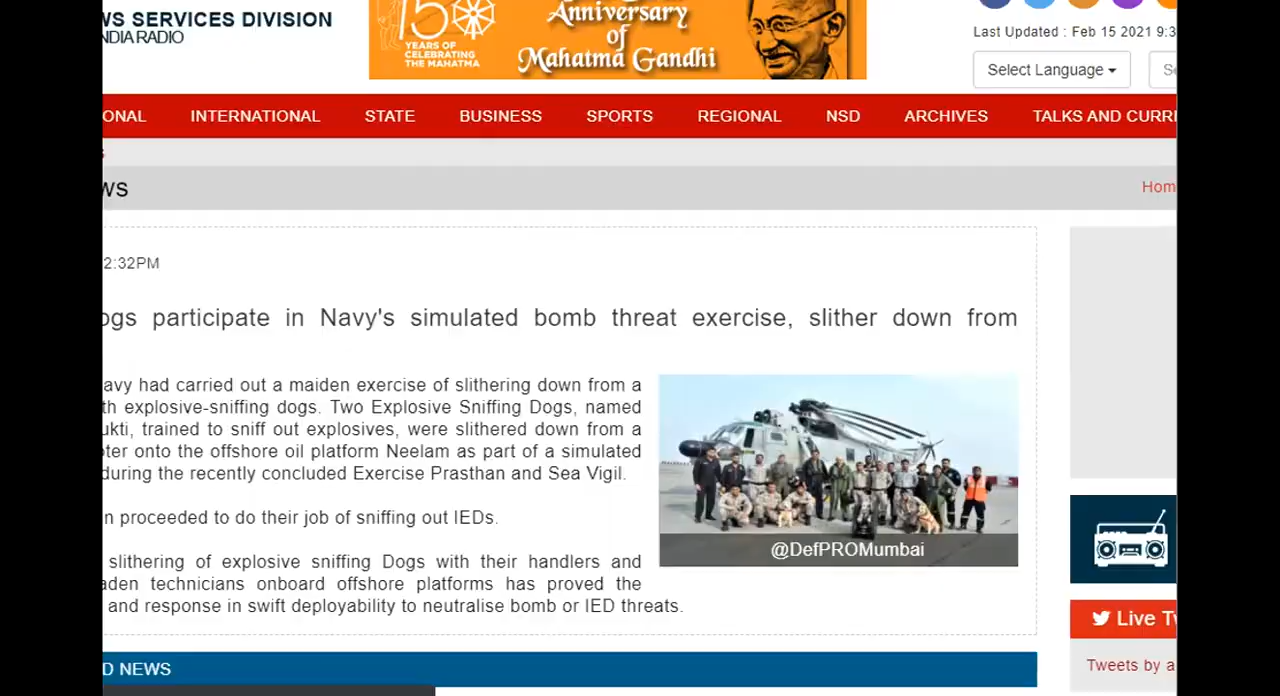 WS SERVICES DIVISION
NDIA RADIO
150
YEARS OF
CELEBRATING
THE MAHATMA
Anniversary
of
Mahatma Gandhi
Last Updated : Feb 15 2021 9:3
Select Language
Se
ONAL INTERNATIONAL STATE BUSINESS SPORTS REGIONAL NSD ARCHIVES TALKS AND CURR
WS
Hom
2:32PM
ogs participate in Navy's simulated bomb threat exercise, slither down from
avy had carried out a maiden exercise of slithering down from a
th explosive-sniffing dogs. Two Explosive Sniffing Dogs, named
ukti, trained to sniff out explosives, were slithered down from a
pter onto the offshore oil platform Neelam as part of a simulated
during the recently concluded Exercise Prasthan and Sea Vigil.
n proceeded to do their job of sniffing out IEDs.
slithering of explosive sniffing Dogs with their handlers and
aden technicians onboard offshore platforms has proved the
and response in swift deployability to neutralise bomb or IED threats.
@DefPROMumbai
Live Tw
Tweets by a
D NEWS